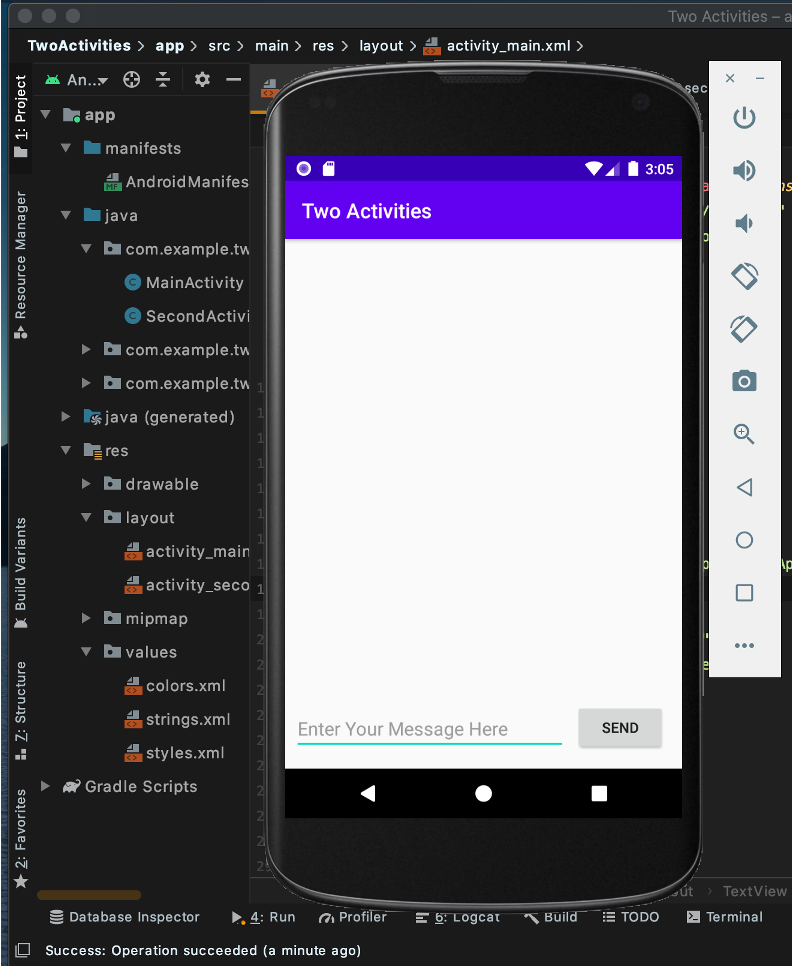 Two Activities – a
TwoActivities > app > src > main > res > layout > activity_main.xml >
An...
app
manifests
AndroidManifes
java
com.example.tw
MainActivity
SecondActivi
com.example.tw
com.example.tw
java (generated)
res
drawable
layout
activity_main
activity_seco
mipmap
values
colors.xml
strings.xml
styles.xml
Gradle Scripts
1: Project
Resource Manager
Build Variants
Z: Structure
2: Favorites
3:05
Two Activities
Enter Your Message Here
SEND
sec
TextView
Database Inspector
4: Run
Profiler
6: Logcat
Build
TODO
Terminal
Success: Operation succeeded (a minute ago)